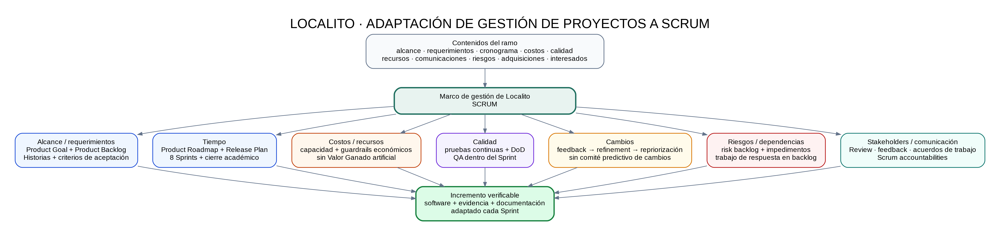 LOCALITO · ADAPTACIÓN DE GESTIÓN DE PROYECTOS A SCRUM
Contenidos del ramo
alcance · requerimientos · cronograma · costos · calidad
recursos · comunicaciones · riesgos · adquisiciones · interesados
Marco de gestión de Localito
SCRUM
Alcance / requerimientos
Product Goal + Product Backlog
Historias + criterios de aceptación
Tiempo
Product Roadmap + Release Plan
8 Sprints + cierre académico
Costos / recursos
capacidad + guardrails económicos
sin Valor Ganado artificial
Calidad
pruebas continuas + DoD
QA dentro del Sprint
Cambios
feedback → refinement → repriorización
sin comité predictivo de cambios
Riesgos / dependencias
risk backlog + impedimentos
trabajo de respuesta en backlog
Stakeholders / comunicación
Review · feedback · acuerdos de trabajo
Scrum accountabilities
Incremento verificable
software + evidencia + documentación
adaptado cada Sprint